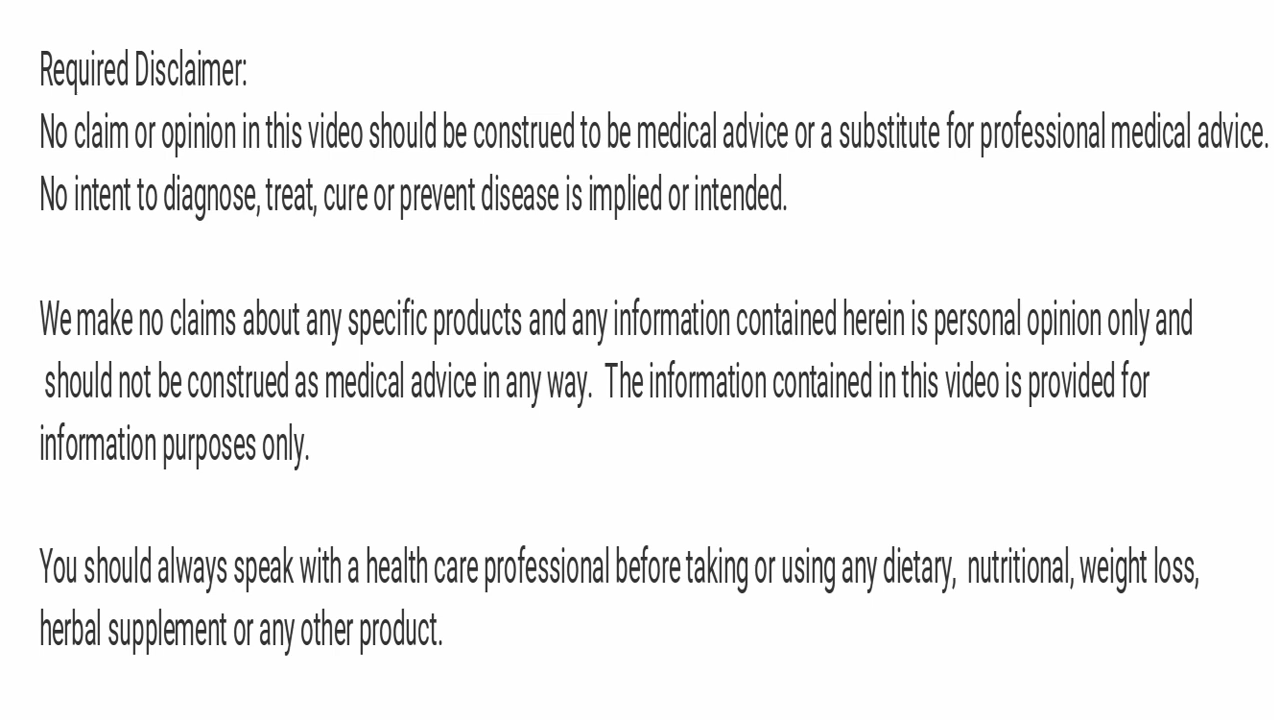 Required Disclaimer:
No claim or opinion in this video should be construed to be medical advice or a substitute for professional medical advice.
No intent to diagnose, treat, cure or prevent disease is implied or intended.
We make no claims about any specific products and any information contained herein is personal opinion only and
should not be construed as medical advice in any way.  The information contained in this video is provided for
information purposes only.
You should always speak with a health care professional before taking or using any dietary,  nutritional, weight loss,
herbal supplement or any other product.